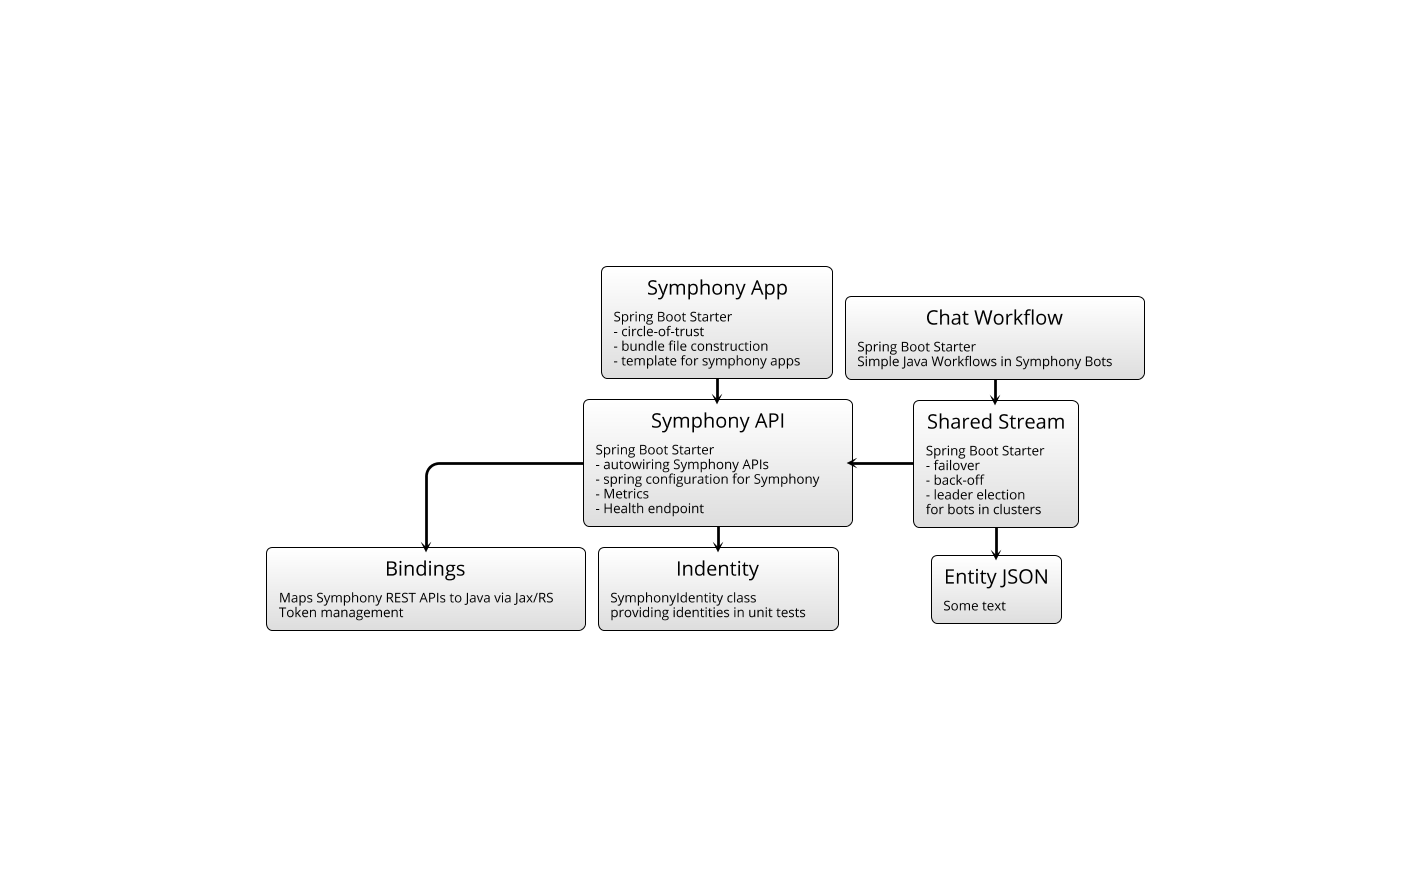 Symphony App
Spring Boot Starter
- circle-of-trust
- bundle file construction
- template for symphony apps
Chat Workflow
Spring Boot Starter
Simple Java Workflows in Symphony Bots
Symphony API
Spring Boot Starter
- autowiring Symphony APIs
- spring configuration for Symphony
- Metrics
- Health endpoint
Shared Stream
Spring Boot Starter
- failover
- back-off
- leader election
for bots in clusters
Bindings
Maps Symphony REST APIs to Java via Jax/RS
Token management
Indentity
SymphonyIdentity class
providing identities in unit tests
Entity JSON
Some text